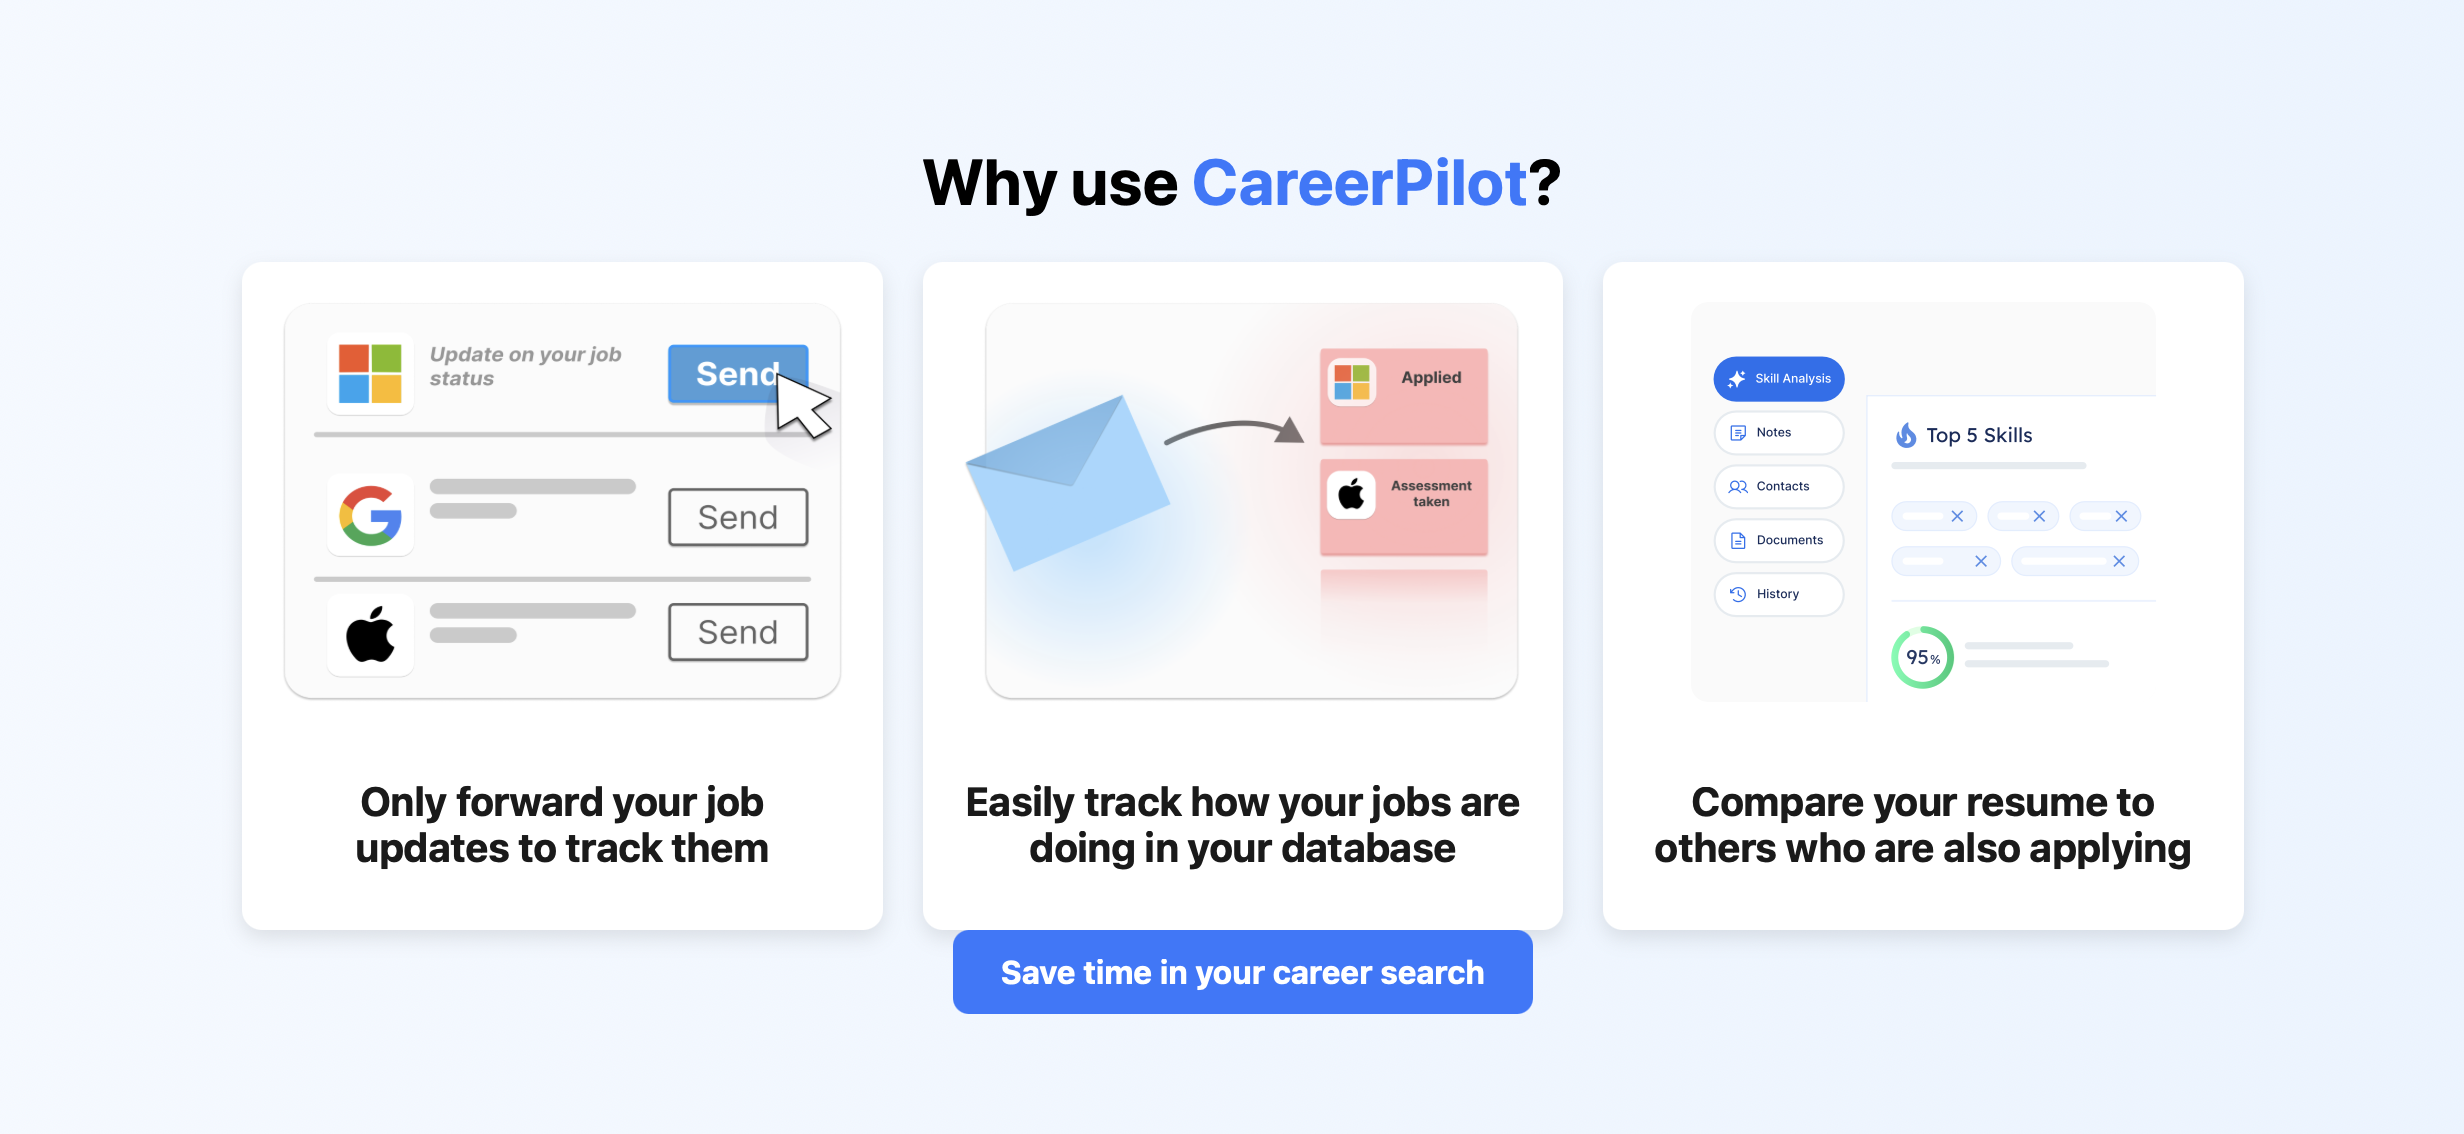 Why use CareerPilot?
Update on your job
status
Send
Send
Send
Only forward your job
updates to track them
Applied
Assessment
taken
Easily track how your jobs are
doing in your database
Skill Analysis
Notes
Contacts
Documents
History
Top 5 Skills
95%
Compare your resume to
others who are also applying
Save time in your career search